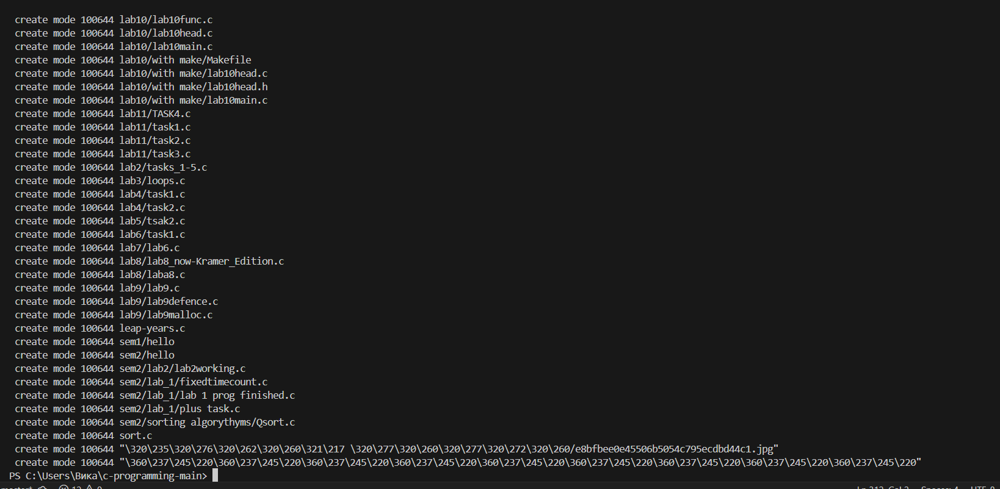 create mode 100644 lab10/lab10func.c
create mode 100644 lab10/lab10head.c
create mode 100644 lab10/lab10main.c
create mode 100644 lab10/with make/Makefile
create mode 100644 lab10/with make/lab10head.c
create mode 100644 lab10/with make/lab10head.h
create mode 100644 lab10/with make/lab10main.c
create mode 100644 lab11/TASK4.c
create mode 100644 lab11/task1.c
create mode 100644 lab11/task2.c
create mode 100644 lab11/task3.c
create mode 100644 lab2/tasks_1-5.c
create mode 100644 lab3/loops.c
create mode 100644 lab4/task1.c
create mode 100644 lab4/task2.c
create mode 100644 lab5/tsak2.c
create mode 100644 lab6/task1.c
create mode 100644 lab7/lab6.c
create mode 100644 lab8/lab8_now-Kramer_Edition.c
create mode 100644 lab8/laba8.c
create mode 100644 lab9/lab9.c
create mode 100644 lab9/lab9defence.c
create mode 100644 lab9/lab9malloc.c
create mode 100644 leap-years.c
create mode 100644 sem1/hello
create mode 100644 sem2/hello
create mode 100644 sem2/lab2/lab2working.c
create mode 100644 sem2/lab_1/fixedtimecount.c
create mode 100644 sem2/lab_1/lab 1 prog finished.c
create mode 100644 sem2/lab_1/plus task.c
create mode 100644 sem2/sorting algorythyms/Qsort.c
create mode 100644 sort.c
create mode 100644 "\320\235\320\276\320\262\320\260\321\217 \320\277\320\260\320\277\320\272\320\260/e8bfbee0e45506b5054c795ecdbd44c1.jpg"
create mode 100644 "\360\237\245\220\360\237\245\220\360\237\245\220\360\237\245\220\360\237\245\220\360\237\245\220\360\237\245\220\360\237\245\220\360\237\245\220"
PS C:\Users\Вика\c-programming-main>